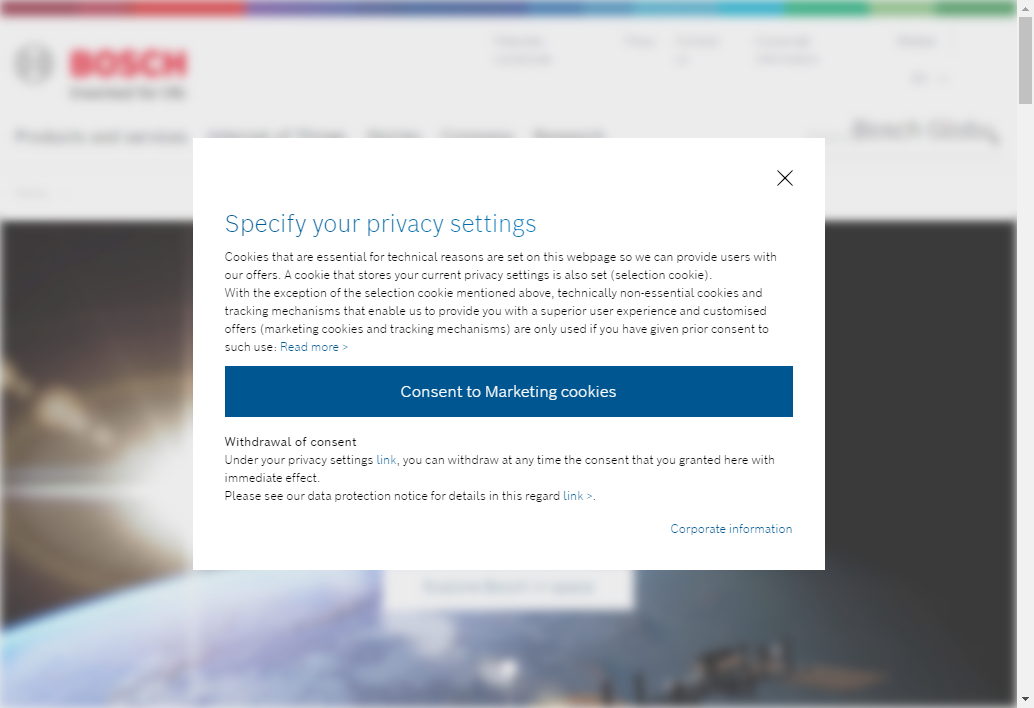 BOSCH
Invented for life
Products and services
Internet of Things
Company
Research
Specify your privacy settings
Cookies that are essential for technical reasons are set on this webpage so we can provide users with
our offers. A cookie that stores your current privacy settings is also set (selection cookie).
With the exception of the selection cookie mentioned above, technically non-essential cookies and
tracking mechanisms that enable us to provide you with a superior user experience and customised
offers (marketing cookies and tracking mechanisms) are only used if you have given prior consent to
such use: Read more >
Consent to Marketing cookies
Withdrawal of consent
Under your privacy settings link, you can withdraw at any time the consent that you granted here with
immediate effect.
Please see our data protection notice for details in this regard link >.
Corporate information